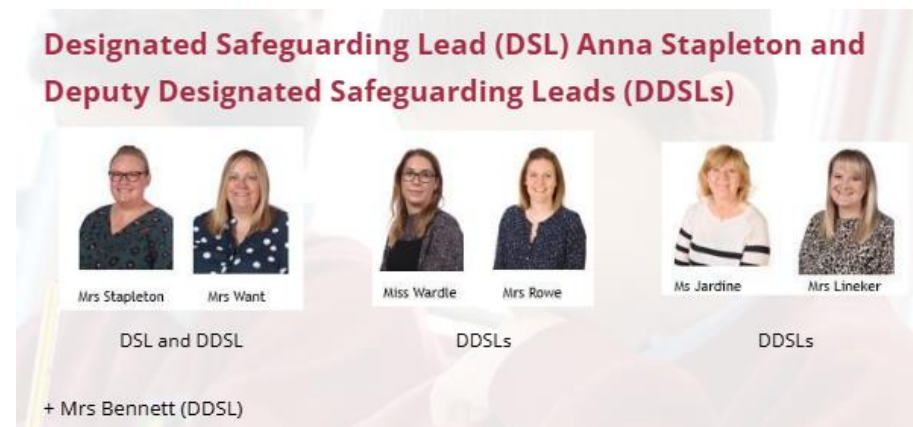 Designated Safeguarding Lead (DSL) Anna Stapleton and
Deputy Designated Safeguarding Leads (DDSLs)
Mrs Stapleton Mrs Want
Miss Wardle Mrs Rowe
Ms Jardine Mrs Lineker
DSL and DDSL
DDSLs
DDSLs
+ Mrs Bennett (DDSL)